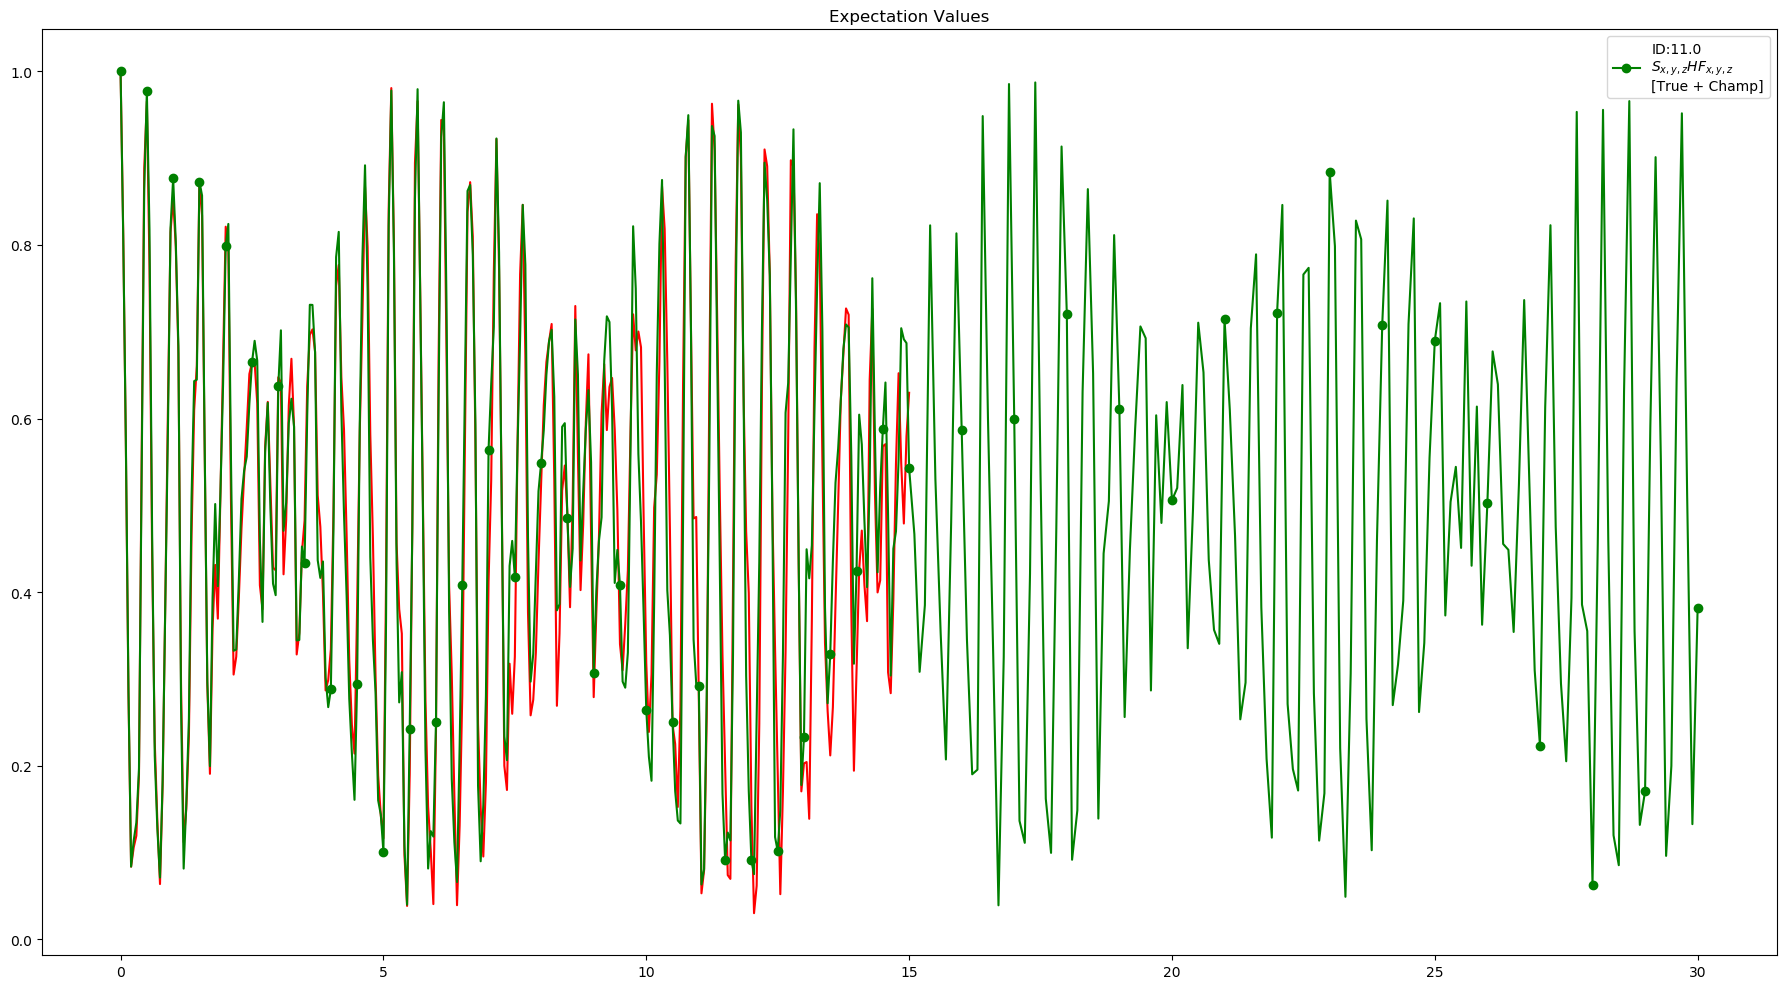 Expectation Values
ID:11.0
S_{x,y,z}HF_{x,y,z}
[True + Champ]
1.0
0.8
0.6
0.4
0.2
0.0
0 5 10 15 20 25 30